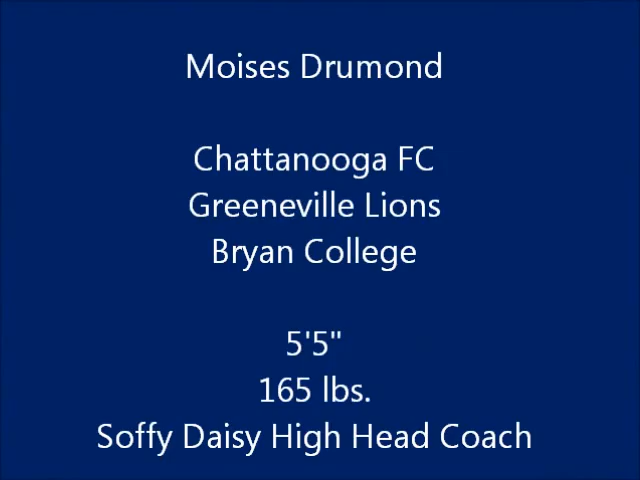 Moises Drumond
Chattanooga FC
Greeneville Lions
Bryan College
5'5"
165 lbs.
Soffy Daisy High Head Coach